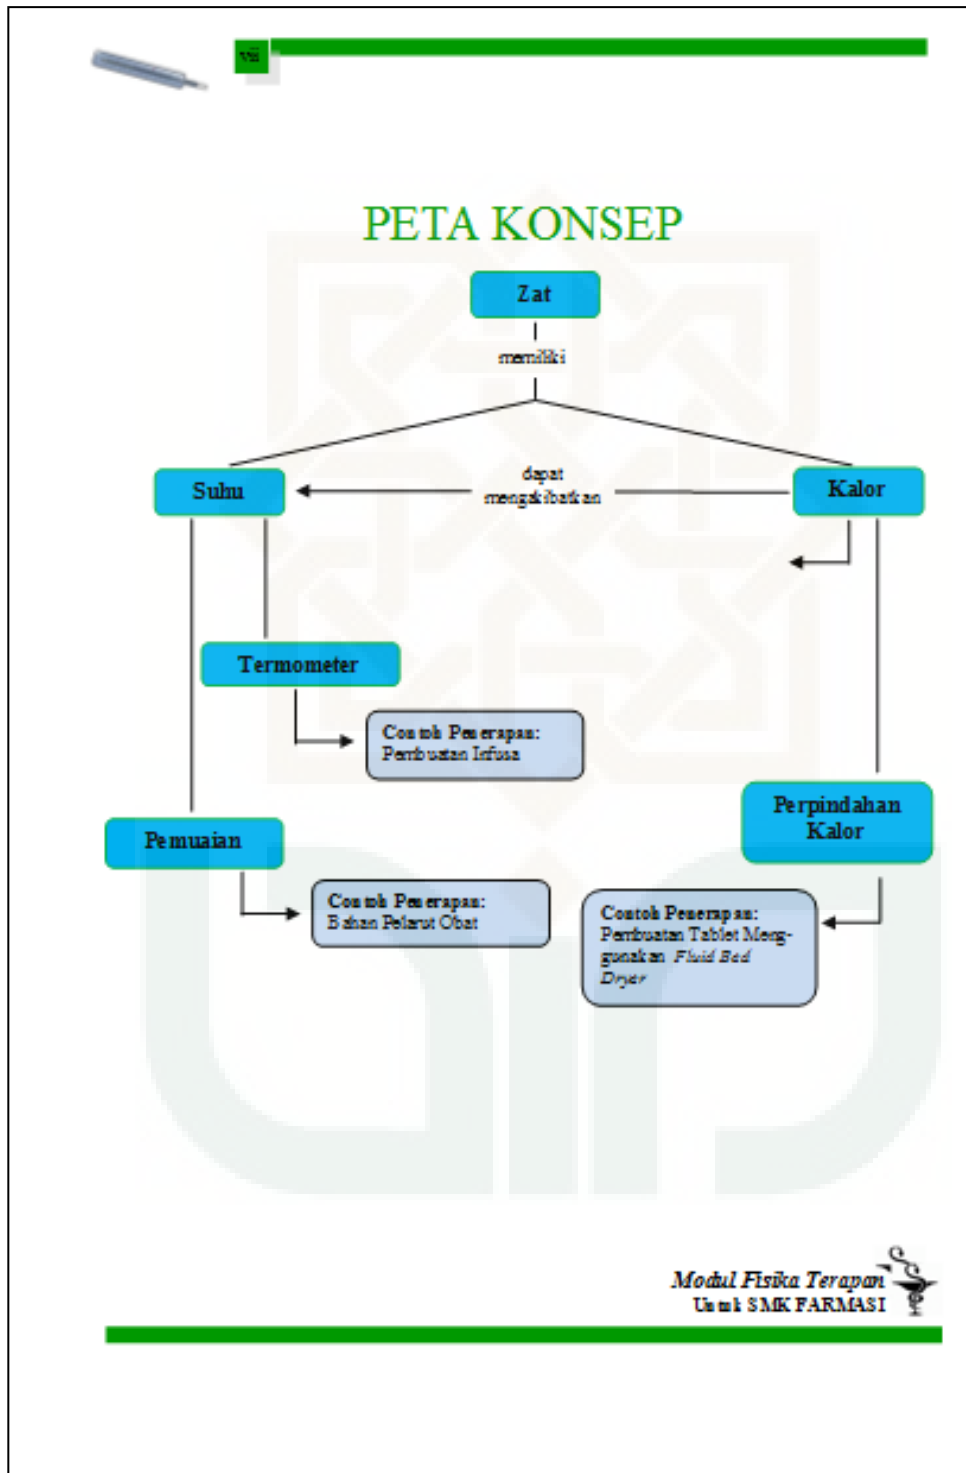 vii
PETA KONSEP
Zat
memiliki
Suhu
dapat
mengakibatkan
Kalor
Termometer
Contoh Penerapan:
Pembuatan Infusa
Perpindahan
Kalor
Pemuaian
Contoh Penerapan:
Bahan Pelarut Obat
Contoh Penerapan:
Pembuatan Tablet Meng-
gunakan Fluid Bed
Dryer
Modul Fisika Terapan
Untuk SMK FARMASI